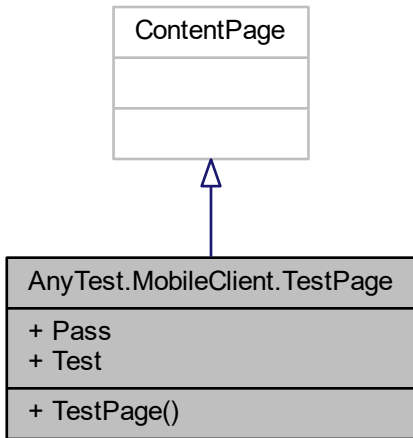 ContentPage
AnyTest.MobileClient.TestPage
+ Pass
+ Test
+ TestPage()